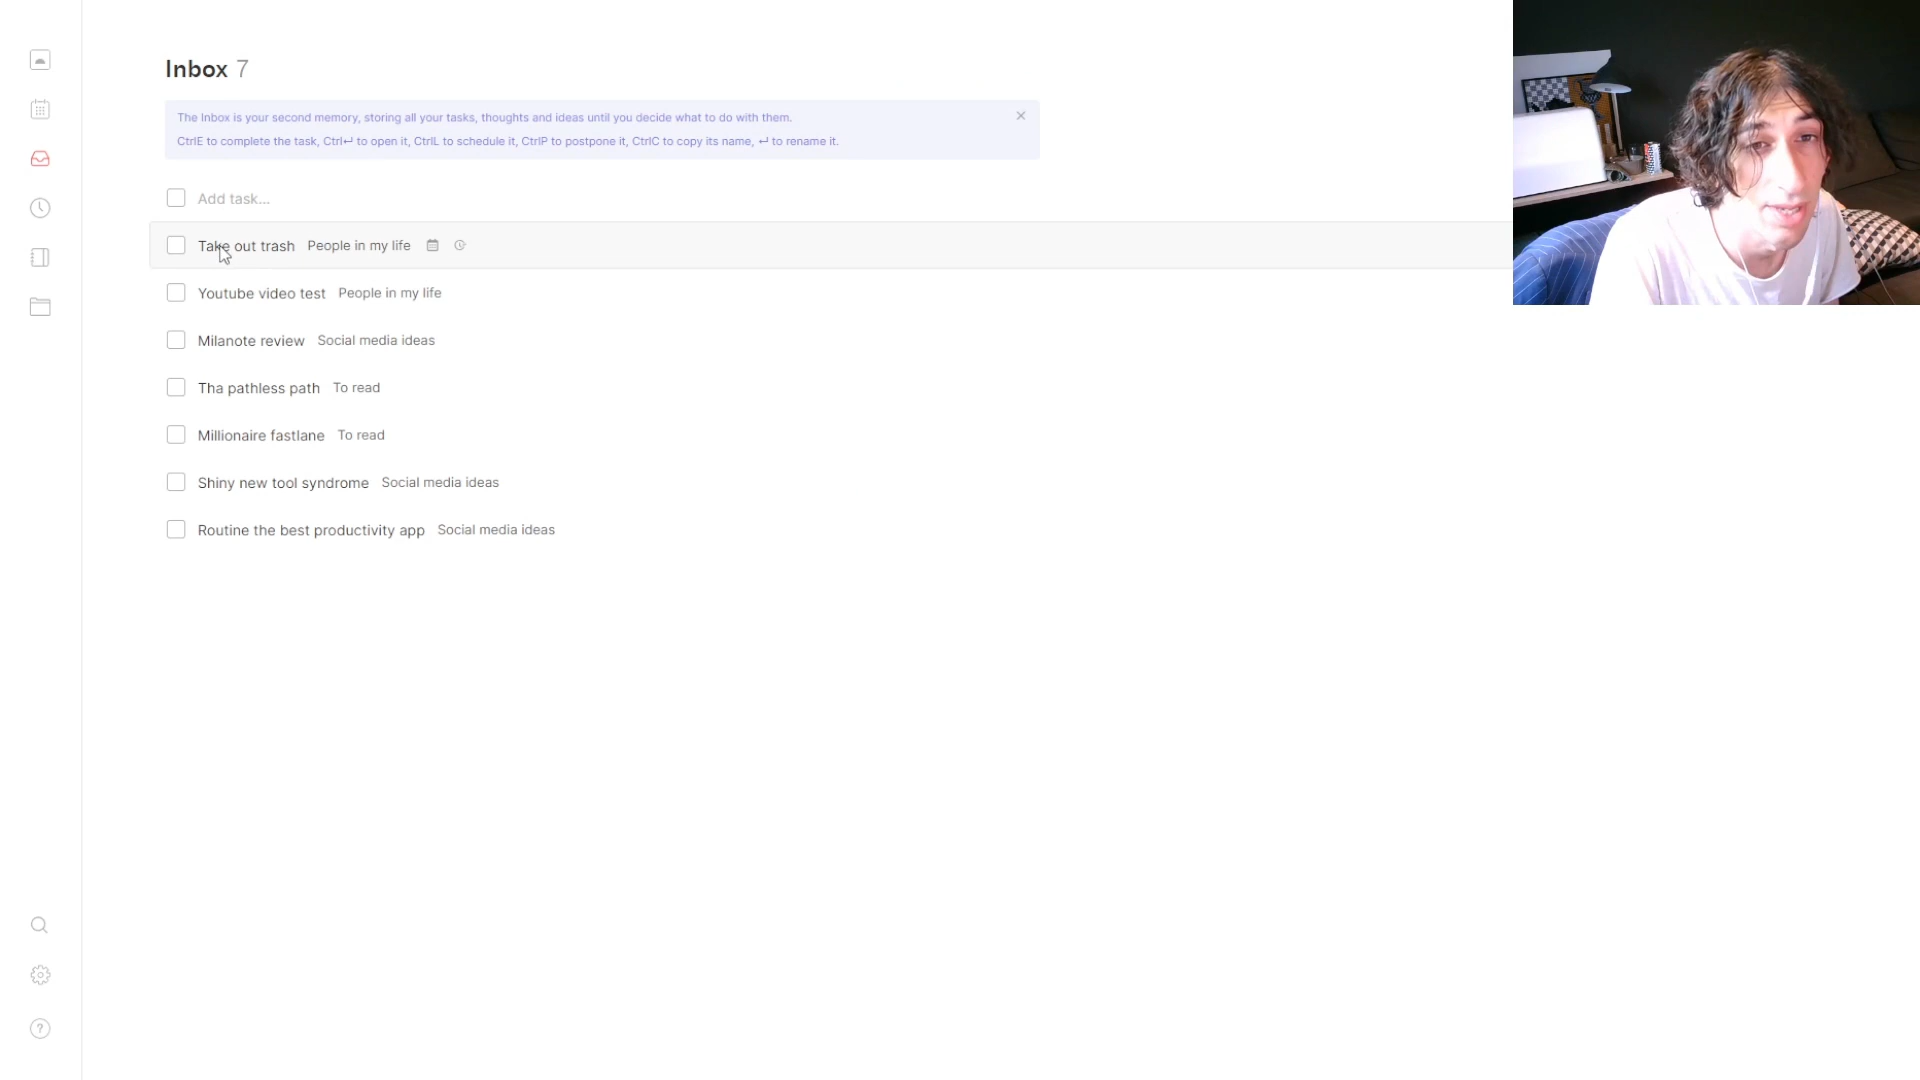 Inbox 7
The Inbox is your second memory, storing all your tasks, thoughts and ideas until you decide what to do with them.
CtrlE to complete the task, Ctrl↵ to open it, CtrlL to schedule it, CtrlP to postpone it, CtrlC to copy its name, ↵ to rename it.
Add task...
Take out trash People in my life
Youtube video test People in my life
Milanote review Social media ideas
Tha pathless path To read
Millionaire fastlane To read
Shiny new tool syndrome Social media ideas
Routine the best productivity app Social media ideas
?